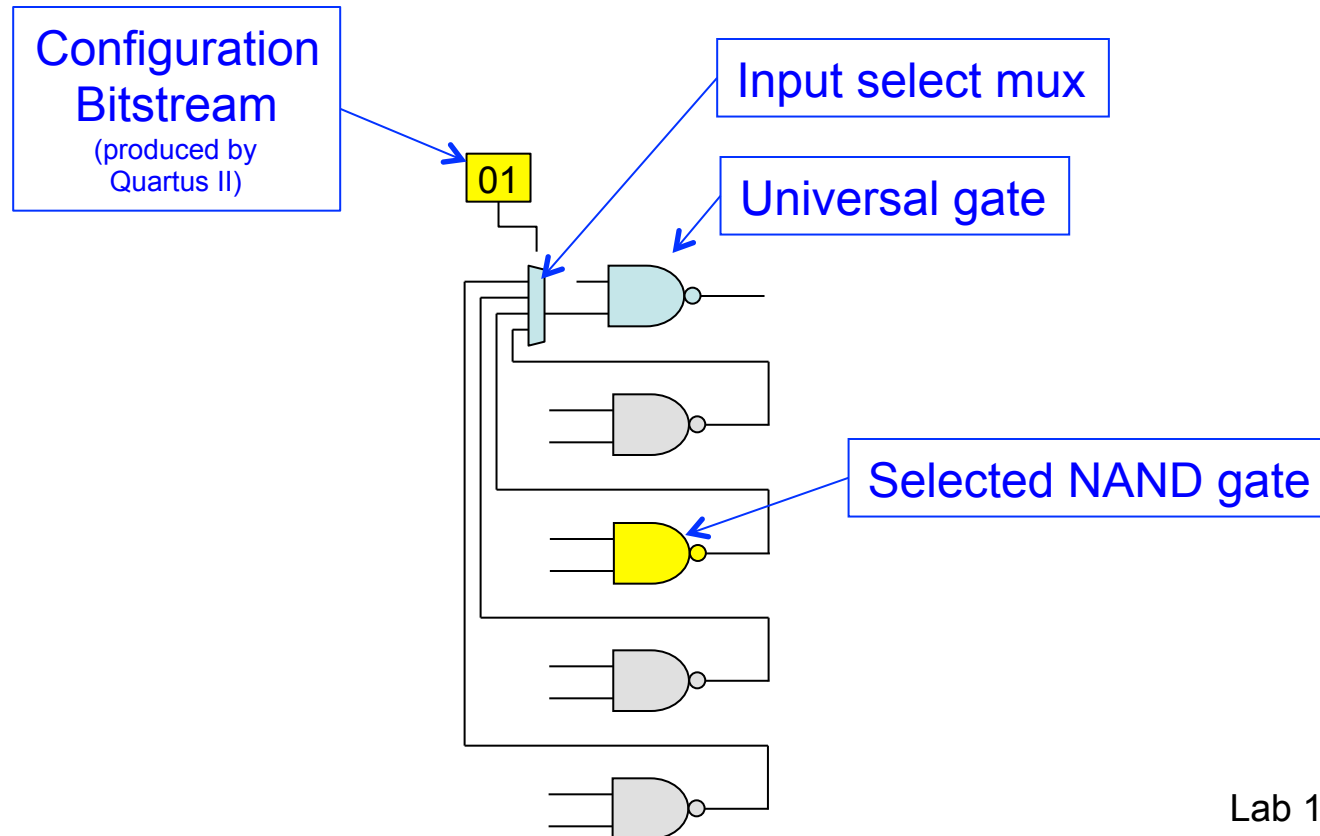 Configuration
Bitstream
(produced by
Quartus II)
Input select mux
01
Universal gate
Selected NAND gate
Lab 1